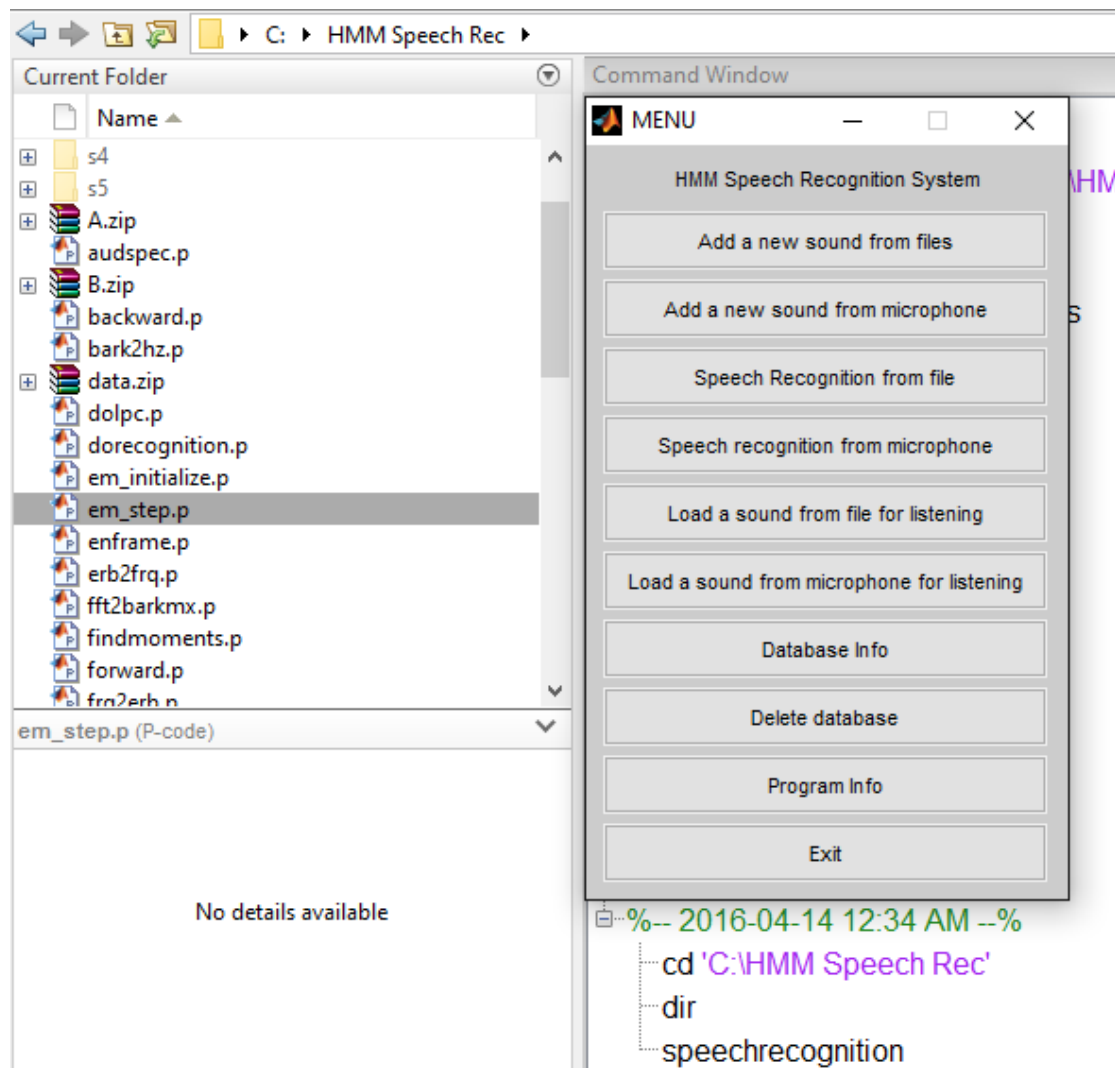 C: HMM Speech Rec
Current Folder
Name
s4
s5
A.zip
audspec.p
B.zip
backward.p
bark2hz.p
data.zip
dolpc.p
dorecognition.p
em_initialize.p
em_step.p
enframe.p
erb2frq.p
fft2barkmx.p
findmoments.p
forward.p
frq2erb.p
em_step.p (P-code)
No details available
Command Window
MENU
HMM Speech Recognition System
\HM
Add a new sound from files
Add a new sound from microphone
s
Speech Recognition from file
Speech recognition from microphone
Load a sound from file for listening
Load a sound from microphone for listening
Database Info
Delete database
Program Info
Exit
%-- 2016-04-14 12:34 AM --%
cd 'C:\HMM Speech Rec'
dir
speechrecognition